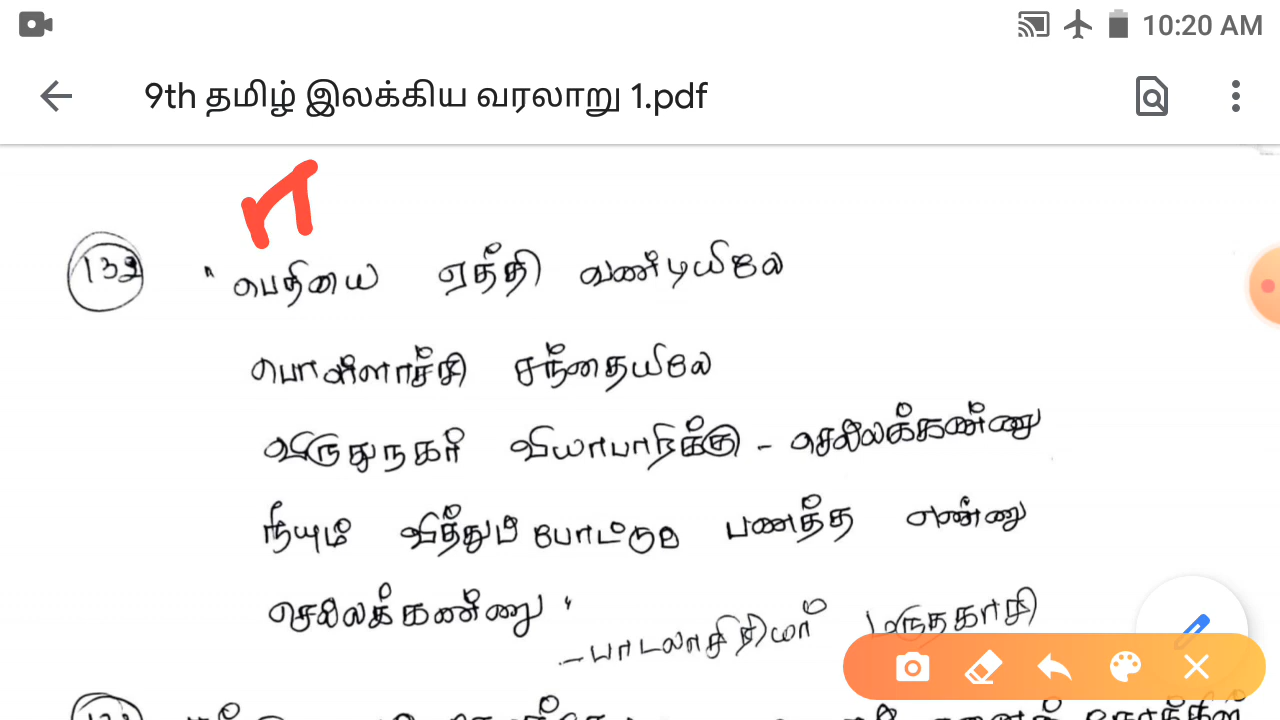 10:20 AM
9th தமிழ் இலக்கிய வரலாறு 1.pdf
132 "பெதியை ஏத்தி வண்டியிலே
பொள்ளாச்சி சந்தையிலே
விருதுநகர் வியாபாரிக்கு - செல்லக்கண்ணு
நீயும் வித்துப் போட்டு பணத்த எண்ணு
செல்லக்கண்ணு"
- பாடலாசிரியர் மருதகாசி